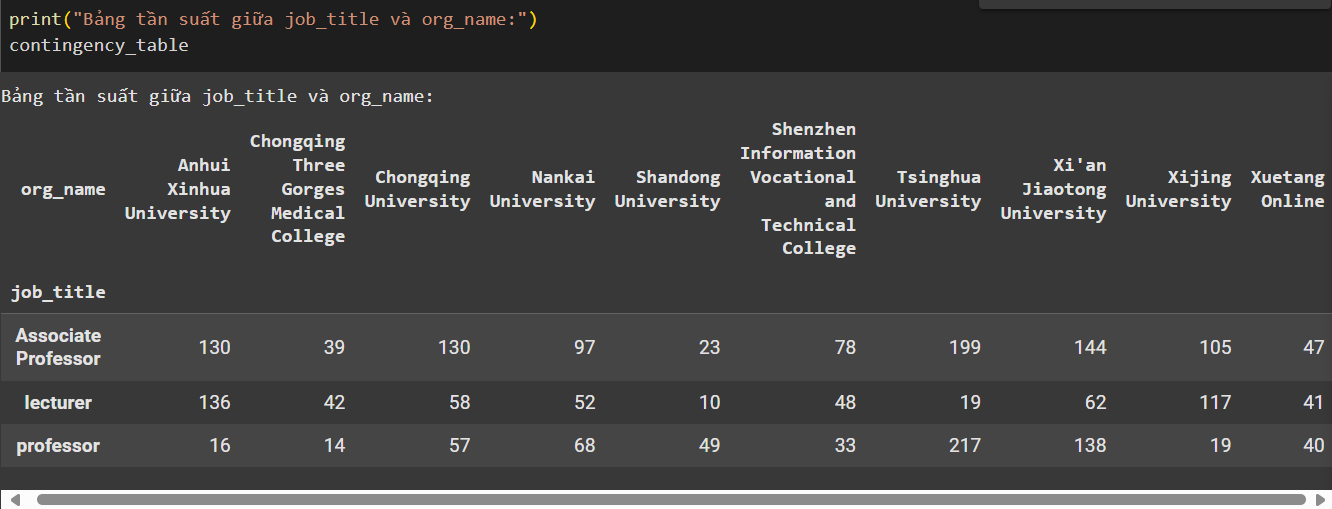 print("Bảng tần suất giữa job_title và org_name:")
contingency_table
Bảng tần suất giữa job_title và org_name:
org_name Anhui Xinhua University Chongqing Three Gorges Medical College Chongqing University Nankai University Shandong University Shenzhen Information Vocational and Technical College Tsinghua University Xi'an Jiaotong University Xijing University Xuetang Online
job_title
Associate Professor 130 39 130 97 23 78 199 144 105 47
lecturer 136 42 58 52 10 48 19 62 117 41
professor 16 14 57 68 49 33 217 138 19 40